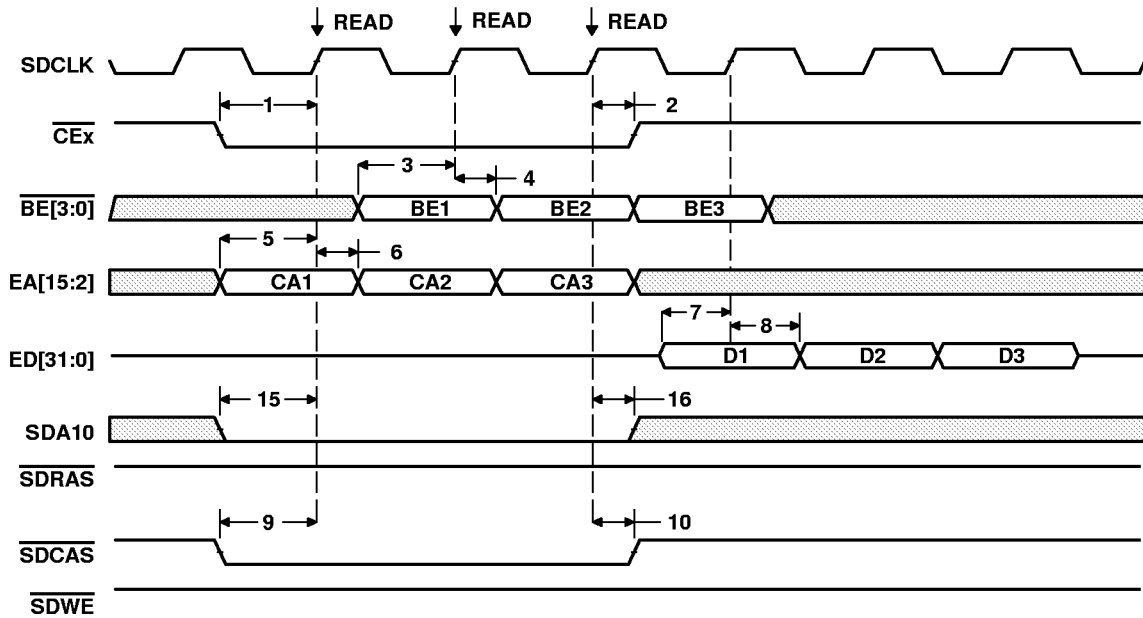 READ READ READ
SDCLK
1 2
CEx
3 4
BE[3:0] BE1 BE2 BE3
5 6
EA[15:2] CA1 CA2 CA3
7 8
ED[31:0] D1 D2 D3
15 16
SDA10
SDRAS
9 10
SDCAS
SDWE